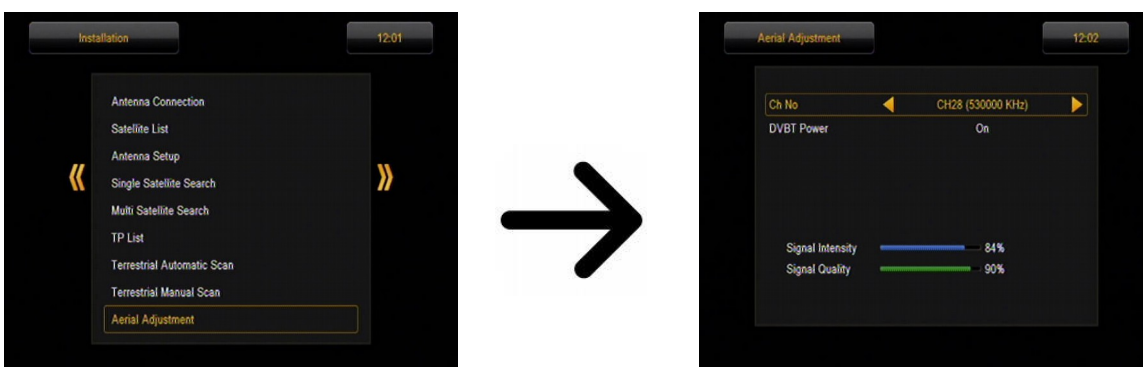 Installation
12:01
Antenna Connection
Satellite List
Antenna Setup
Single Satellite Search
Multi Satellite Search
TP List
Terrestrial Automatic Scan
Terrestrial Manual Scan
Aerial Adjustment
Aerial Adjustment
12:02
Ch No CH28 (530000 KHz)
DVBT Power On
Signal Intensity 84%
Signal Quality 90%